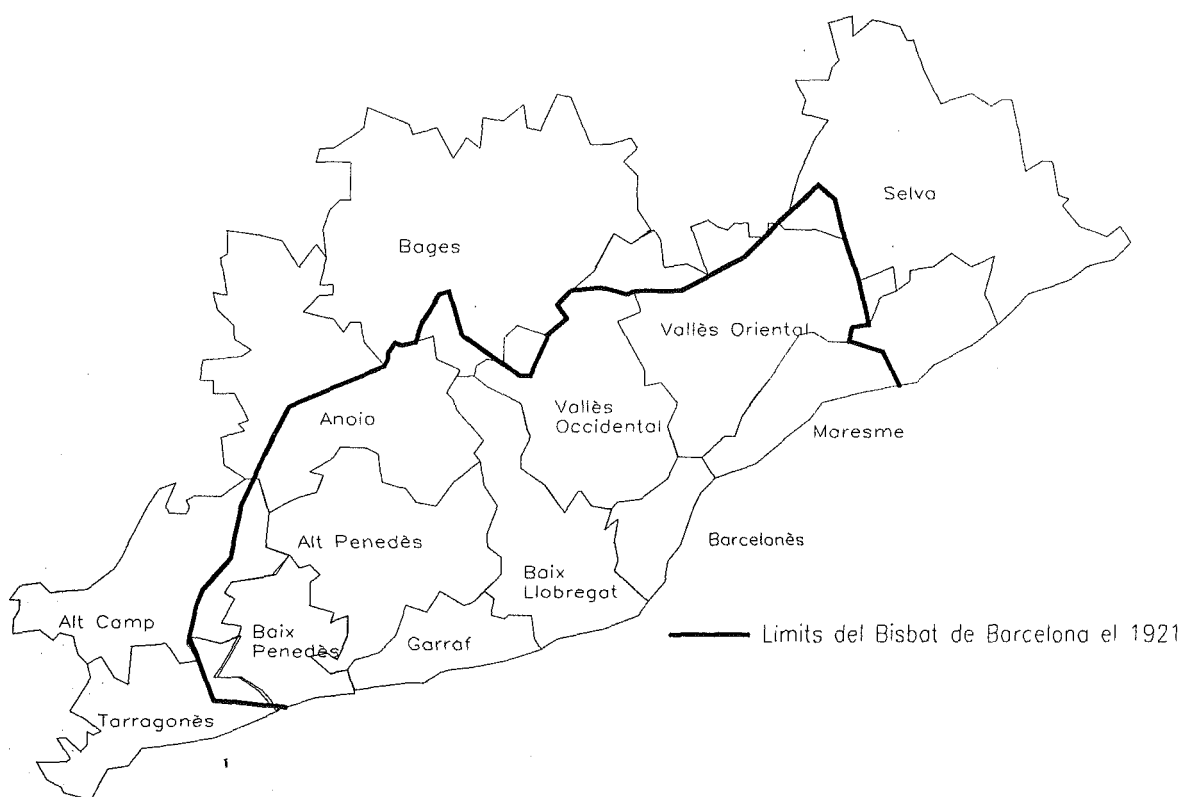 Selva
Bages
Vallès Oriental
Anoia
Vallès
Occidental
Maresme
Alt Penedès
Barcelonès
Baix
Llobregat
Alt Camp
Baix
Penedès
Garraf
Límits del Bisbat de Barcelona el 1921
Tarragonès